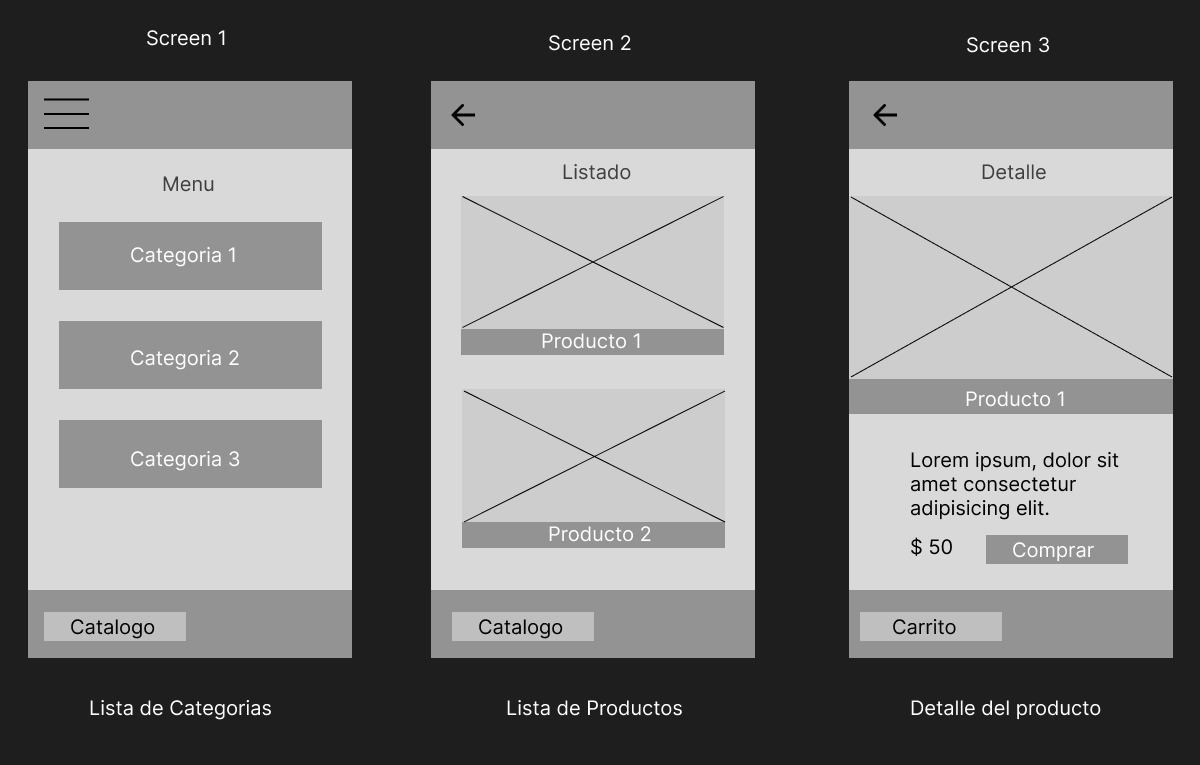 Screen 1
Menu
Categoria 1
Categoria 2
Categoria 3
Catalogo
Lista de Categorias
Screen 2
Listado
Producto 1
Producto 2
Catalogo
Lista de Productos
Screen 3
Detalle
Producto 1
Lorem ipsum, dolor sit
amet consectetur
adipisicing elit.
$ 50
Comprar
Carrito
Detalle del producto